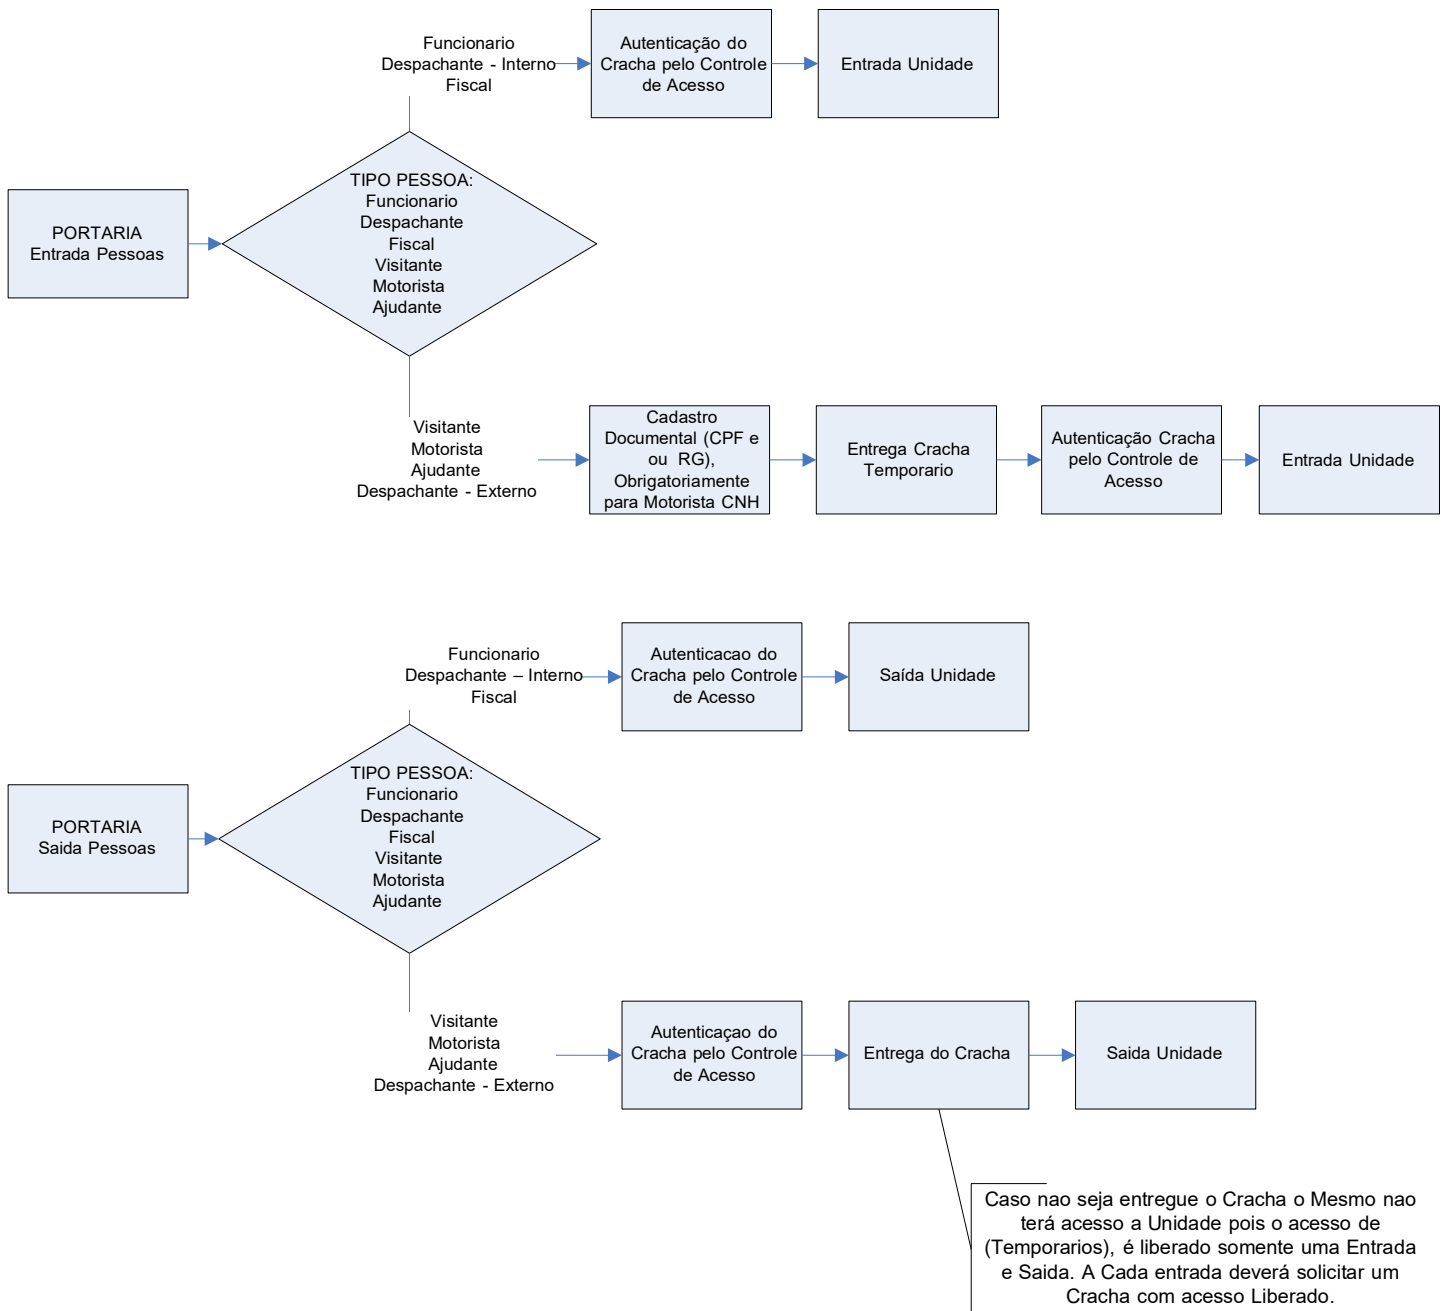 Funcionario
Despachante - Interno
Fiscal
Autenticação do
Cracha pelo Controle
de Acesso
Entrada Unidade
PORTARIA
Entrada Pessoas
TIPO PESSOA:
Funcionario
Despachante
Fiscal
Visitante
Motorista
Ajudante
Visitante
Motorista
Ajudante
Despachante - Externo
Cadastro
Documental (CPF e
ou RG),
Obrigatoriamente
para Motorista CNH
Entrega Cracha
Temporario
Autenticação Cracha
pelo Controle de
Acesso
Entrada Unidade
Funcionario
Despachante – Interno
Fiscal
Autenticacao do
Cracha pelo Controle
de Acesso
Saída Unidade
PORTARIA
Saida Pessoas
TIPO PESSOA:
Funcionario
Despachante
Fiscal
Visitante
Motorista
Ajudante
Visitante
Motorista
Ajudante
Despachante - Externo
Autenticaçao do
Cracha pelo Controle
de Acesso
Entrega do Cracha
Saida Unidade
Caso nao seja entregue o Cracha o Mesmo nao
terá acesso a Unidade pois o acesso de
(Temporarios), é liberado somente uma Entrada
e Saida. A Cada entrada deverá solicitar um
Cracha com acesso Liberado.